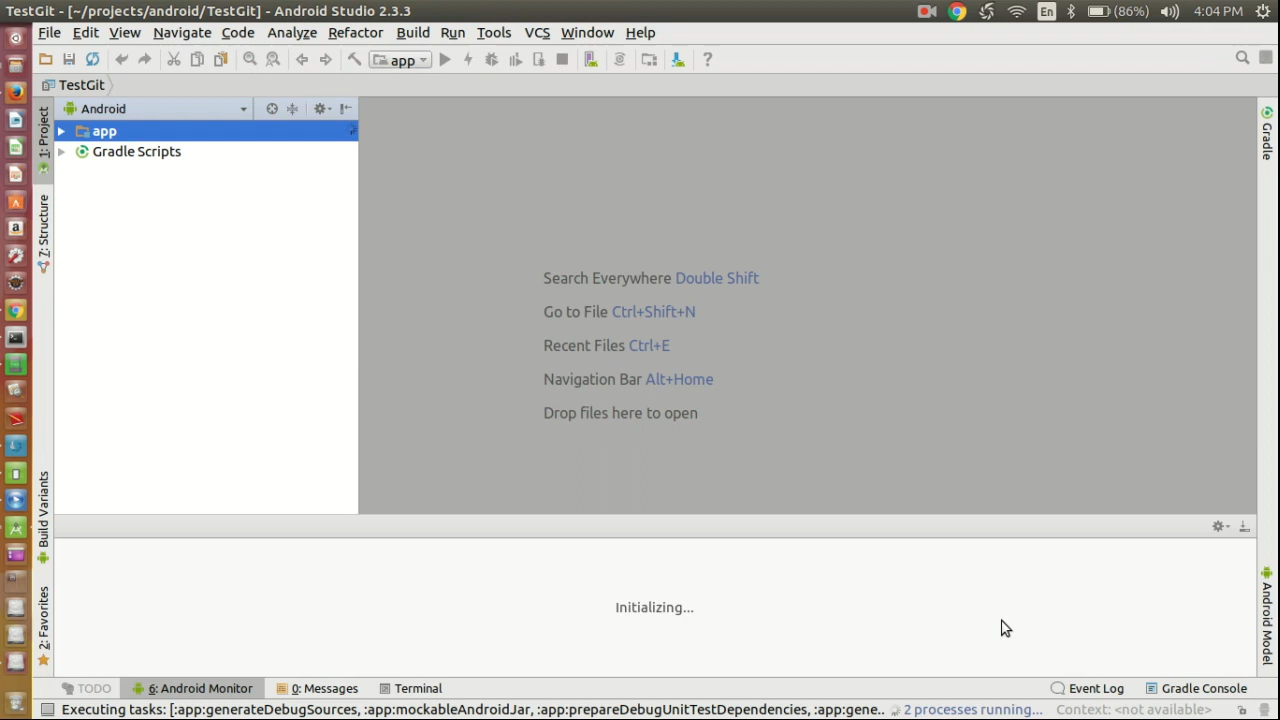 TestGit - [~/projects/android/TestGit] - Android Studio 2.3.3
En
(86%)
4:04 PM
File Edit View Navigate Code Analyze Refactor Build Run Tools VCS Window Help
app
TestGit
Android
app
Gradle Scripts
1: Project
7: Structure
Build Variants
2: Favorites
Search Everywhere Double Shift
Go to File Ctrl+Shift+N
Recent Files Ctrl+E
Navigation Bar Alt+Home
Drop files here to open
Gradle
Android Model
Initializing...
TODO 6: Android Monitor 0: Messages Terminal Event Log Gradle Console
Executing tasks: [:app:generateDebugSources, :app:mockableAndroidJar, :app:prepareDebugUnitTestDependencies, :app:gene.. 2 processes running... Context: <not available>